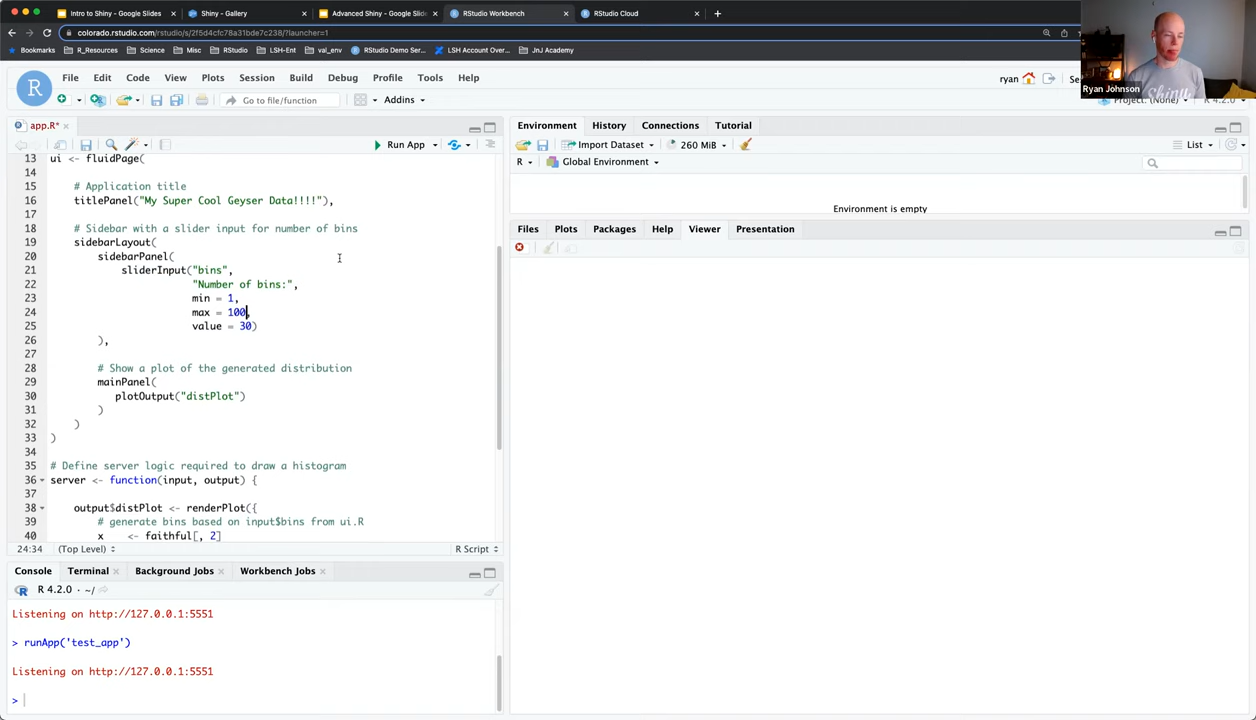 Intro to Shiny - Google Slides
Shiny - Gallery
Advanced Shiny - Google Slide
RStudio Workbench
RStudio Cloud
colorado.rstudio.com/rstudio/s/2f5d4cfc78a31bde7c238/?launcher=1
Bookmarks R_Resources Science Misc RStudio LSH-Ent val_env RStudio Demo Ser... LSH Account Over... JnJ Academy
R File Edit Code View Plots Session Build Debug Profile Tools Help ryan
Ryan Johnson
Go to file/function Addins Project: (None) R 4.2.0
app.R*
Run App
13 ui <- fluidPage(
14
15 # Application title
16 titlePanel("My Super Cool Geyser Data!!!!"),
17
18 # Sidebar with a slider input for number of bins
19 sidebarLayout(
20 sidebarPanel(
21 sliderInput("bins",
22 "Number of bins:",
23 min = 1,
24 max = 100,
25 value = 30)
26 ),
27
28 # Show a plot of the generated distribution
29 mainPanel(
30 plotOutput("distPlot")
31 )
32 )
33 )
34
35 # Define server logic required to draw a histogram
36 server <- function(input, output) {
37
38 output$distPlot <- renderPlot({
39 # generate bins based on input$bins from ui.R
40 x <- faithful[, 2]
24:34 (Top Level) R Script
Console Terminal Background Jobs Workbench Jobs
R 4.2.0 · ~/
Listening on http://127.0.0.1:5551
> runApp('test_app')
Listening on http://127.0.0.1:5551
>
Environment History Connections Tutorial
Import Dataset 260 MiB List
R Global Environment
Environment is empty
Files Plots Packages Help Viewer Presentation